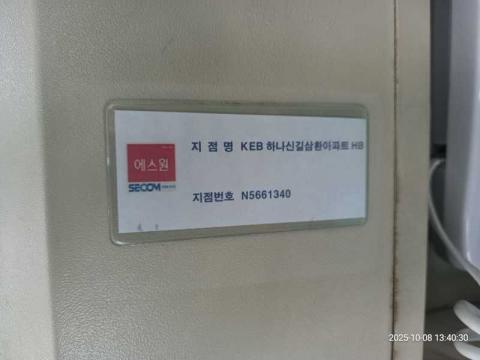 지 점 명 KEB 하나신길삼환아파트 HB
에스원
SECOM
지점번호 N5661340
2025-10-08 13:40:30